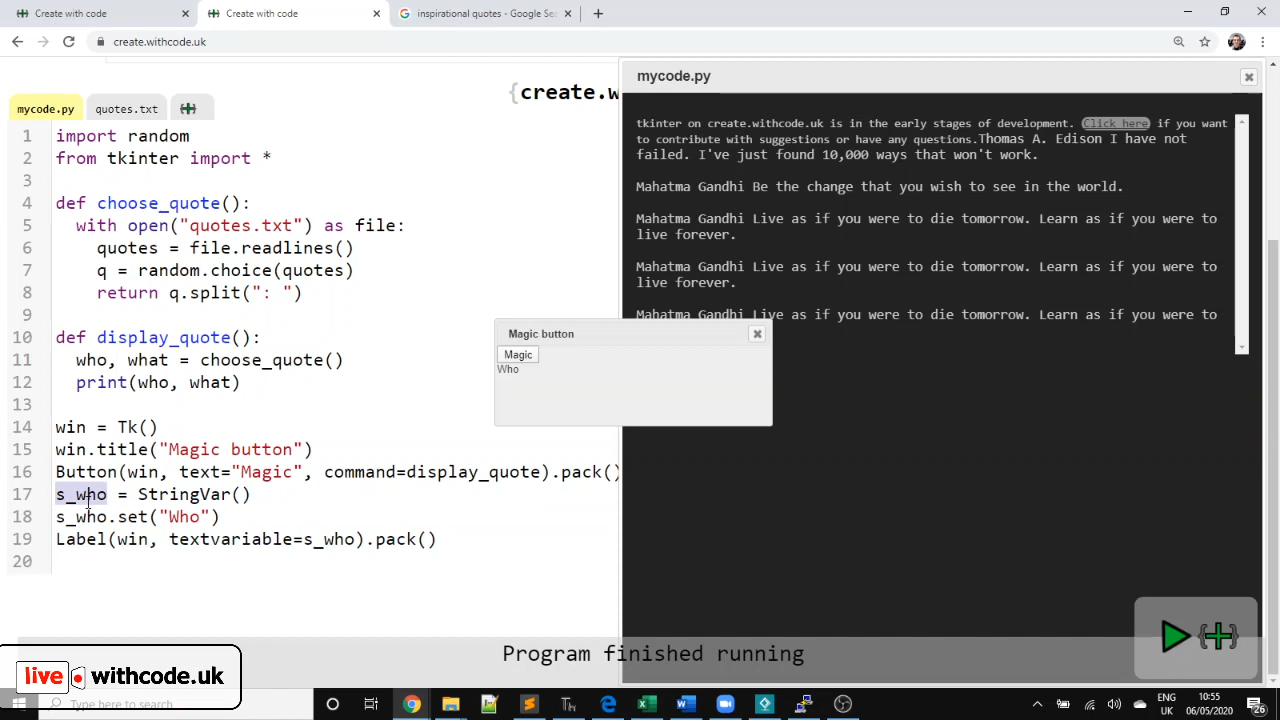 Create with code
Create with code
inspirational quotes - Google Se
create.withcode.uk
{create.w
mycode.py
quotes.txt
1 import random
2 from tkinter import *
3
4 def choose_quote():
5 with open("quotes.txt") as file:
6 quotes = file.readlines()
7 q = random.choice(quotes)
8 return q.split(": ")
9
10 def display_quote():
11 who, what = choose_quote()
12 print(who, what)
13
14 win = Tk()
15 win.title("Magic button")
16 Button(win, text="Magic", command=display_quote).pack()
17 s_who = StringVar()
18 s_who.set("Who")
19 Label(win, textvariable=s_who).pack()
20
mycode.py
tkinter on create.withcode.uk is in the early stages of development. Click here if you want
to contribute with suggestions or have any questions.Thomas A. Edison I have not
failed. I've just found 10,000 ways that won't work.
Mahatma Gandhi Be the change that you wish to see in the world.
Mahatma Gandhi Live as if you were to die tomorrow. Learn as if you were to
live forever.
Mahatma Gandhi Live as if you were to die tomorrow. Learn as if you were to
live forever.
Mahatma Gandhi Live as if you were to die tomorrow. Learn as if you were to
Magic button
Magic
Who
Program finished running
live withcode.uk
Type here to search
ENG
UK
10:55
06/05/2020
26